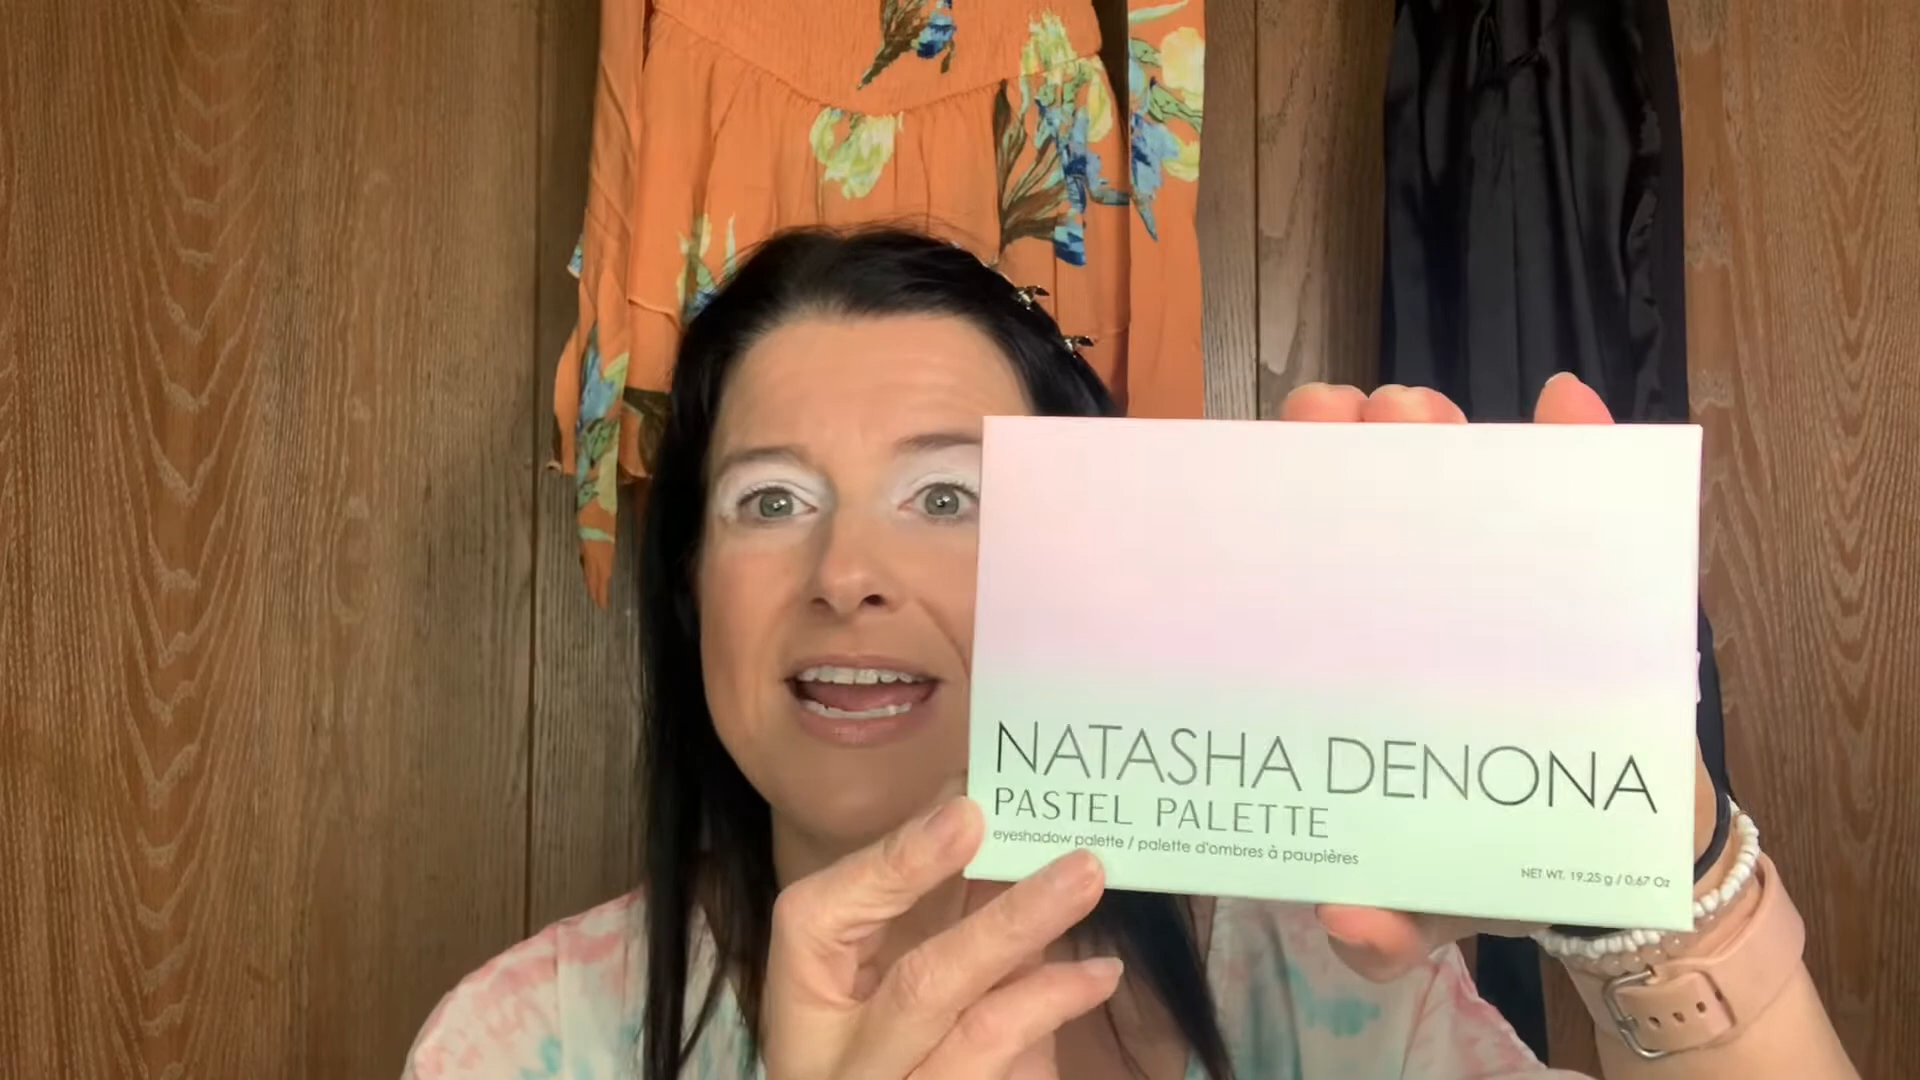 NATASHA DENONA
PASTEL PALETTE
eyeshadow palette / palette d'ombres à paupières
NET WT. 19.25 g / 0.67 Oz